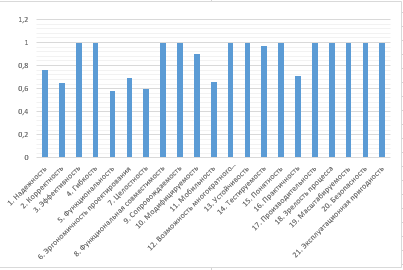 1,2
1
0,8
0,6
0,4
0,2
0
1. Надежность
2. Корректность
3. Эффективность
4. Гибкость
5. Функциональность
6. Эргономичность проектирования
7. Целостность
8. Функциональная совместимость
9. Сопровождаемость
10. Модифицируемость
11. Мобильность
12. Возможность многократного…
13. Устойчивость
14. Тестируемость
15. Понятность
16. Практичность
17. Производительность
18. Зрелость процесса
19. Масштабируемость
20. Безопасность
21. Эксплуатационная пригодность